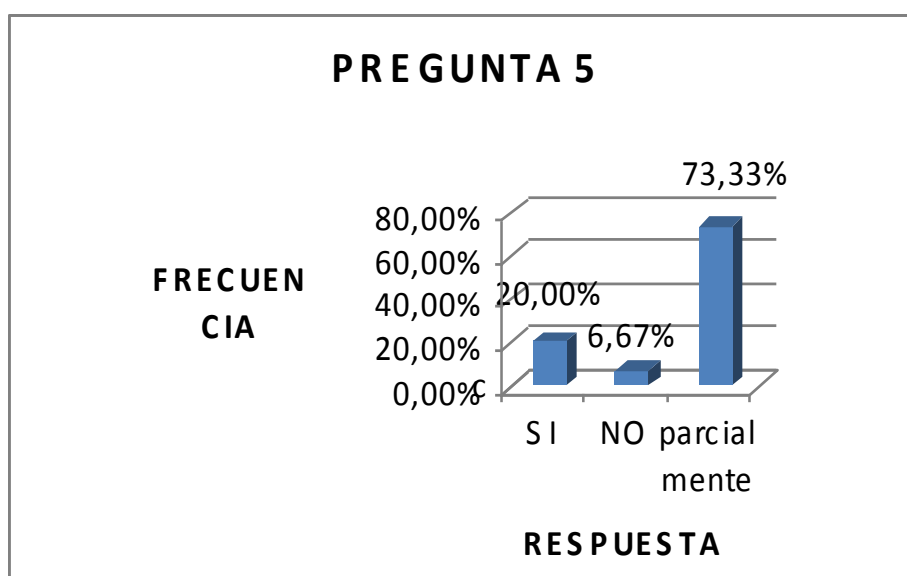 PREGUNTA 5
73,33%
80,00%
60,00%
40,00%
20,00%
0,00%
20,00%
6,67%
c
FRECUEN
CIA
SI
NO
parcial
mente
RESPUESTA